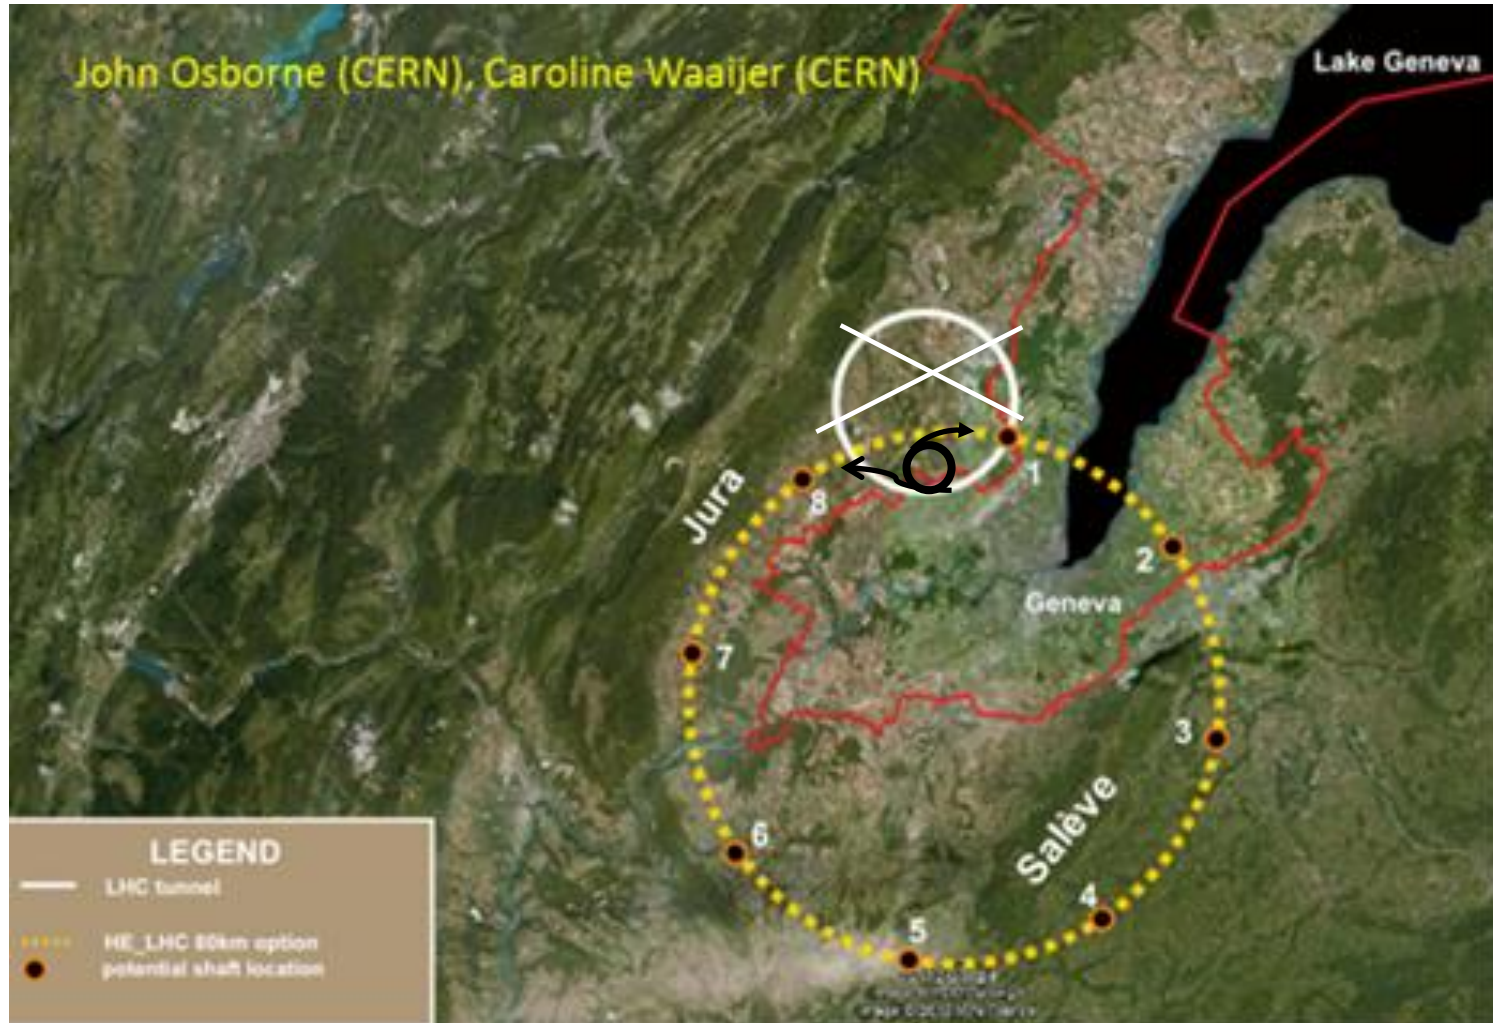 Lake Geneva
John Osborne (CERN), Caroline Waaijer (CERN)
Jura
8
1
2
Geneva
7
3
Salève
6
4
5
LEGEND
LHC tunnel
HE_LHC 80km option
potential shaft location